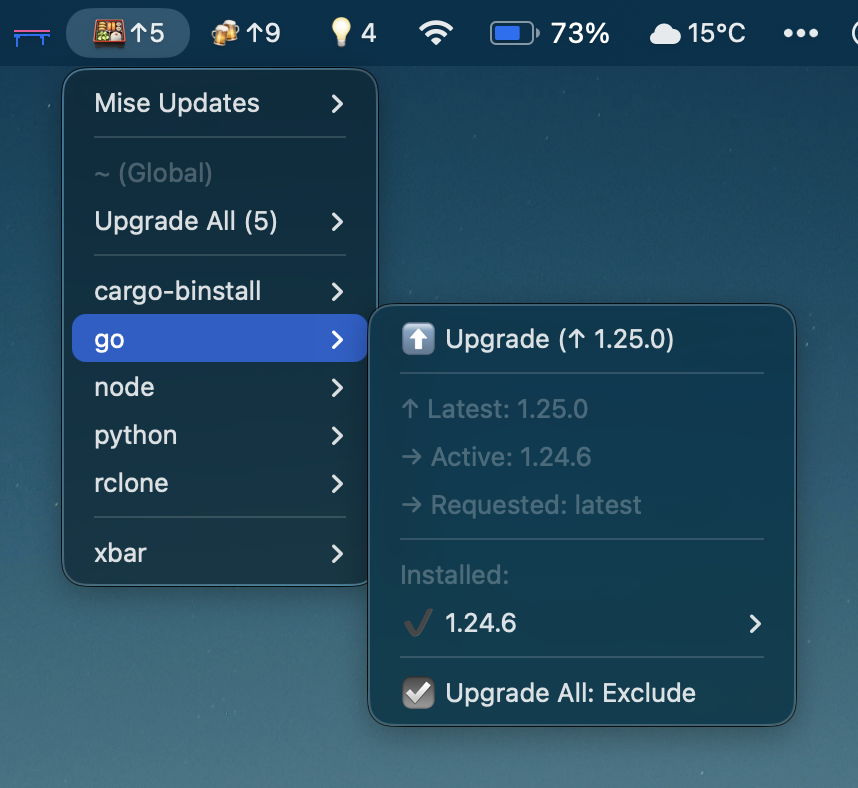 ↑5 ↑9 4 73% 15°C •••
Mise Updates
~ (Global)
Upgrade All (5)
cargo-binstall
go
node
python
rclone
xbar
Upgrade (↑ 1.25.0)
↑ Latest: 1.25.0
→ Active: 1.24.6
→ Requested: latest
Installed:
1.24.6
Upgrade All: Exclude